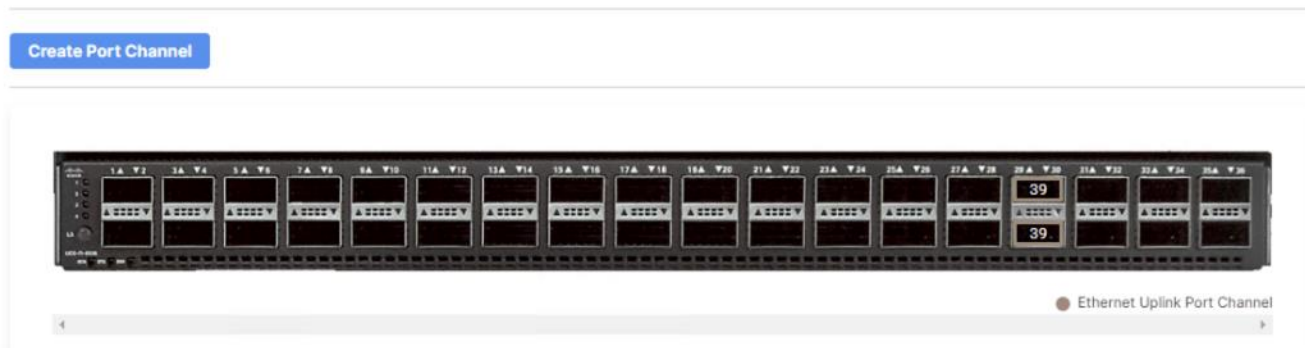 Create Port Channel
1▲ ▼2 3▲ ▼4 5▲ ▼6 7▲ ▼8 9▲ ▼10 11▲ ▼12 13▲ ▼14 15▲ ▼16 17▲ ▼18 19▲ ▼20 21▲ ▼22 23▲ ▼24 25▲ ▼26 27▲ ▼28 29▲ ▼30 31▲ ▼32 33▲ ▼34 35▲ ▼36
39
39
L3
Ethernet Uplink Port Channel